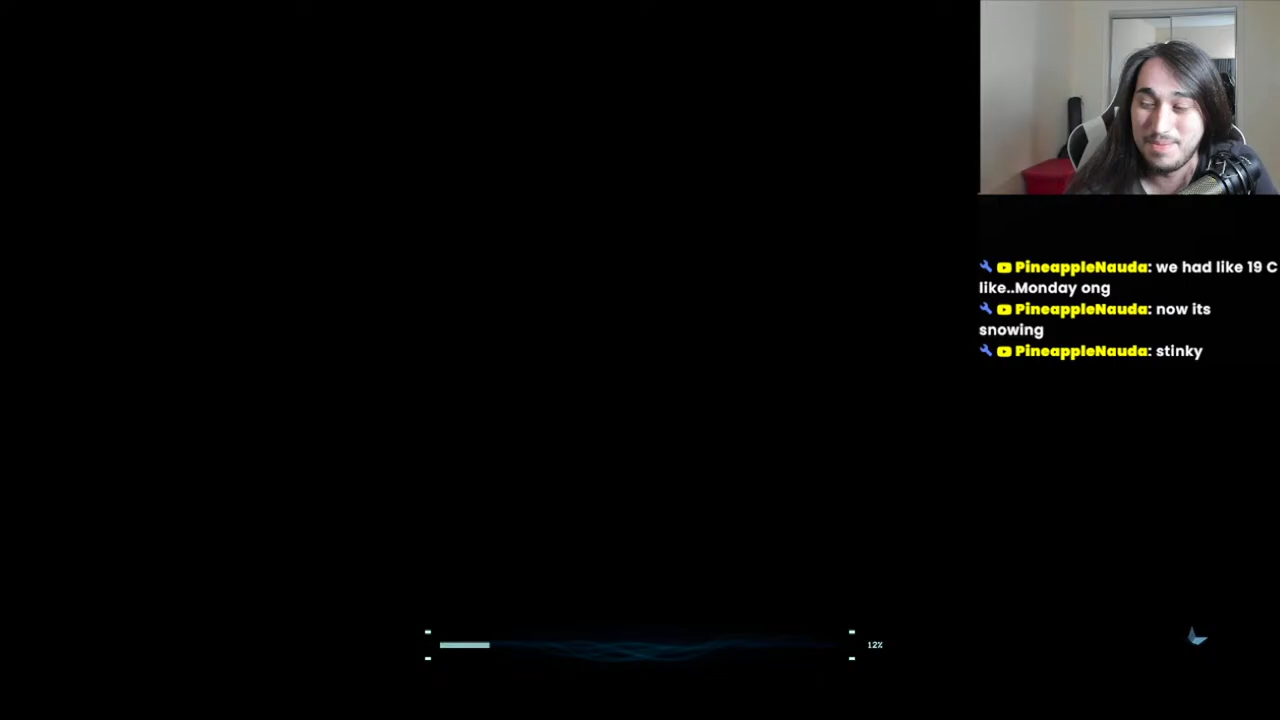 PineappleNauda: we had like 19 C
like..Monday ong
PineappleNauda: now its
snowing
PineappleNauda: stinky
12%